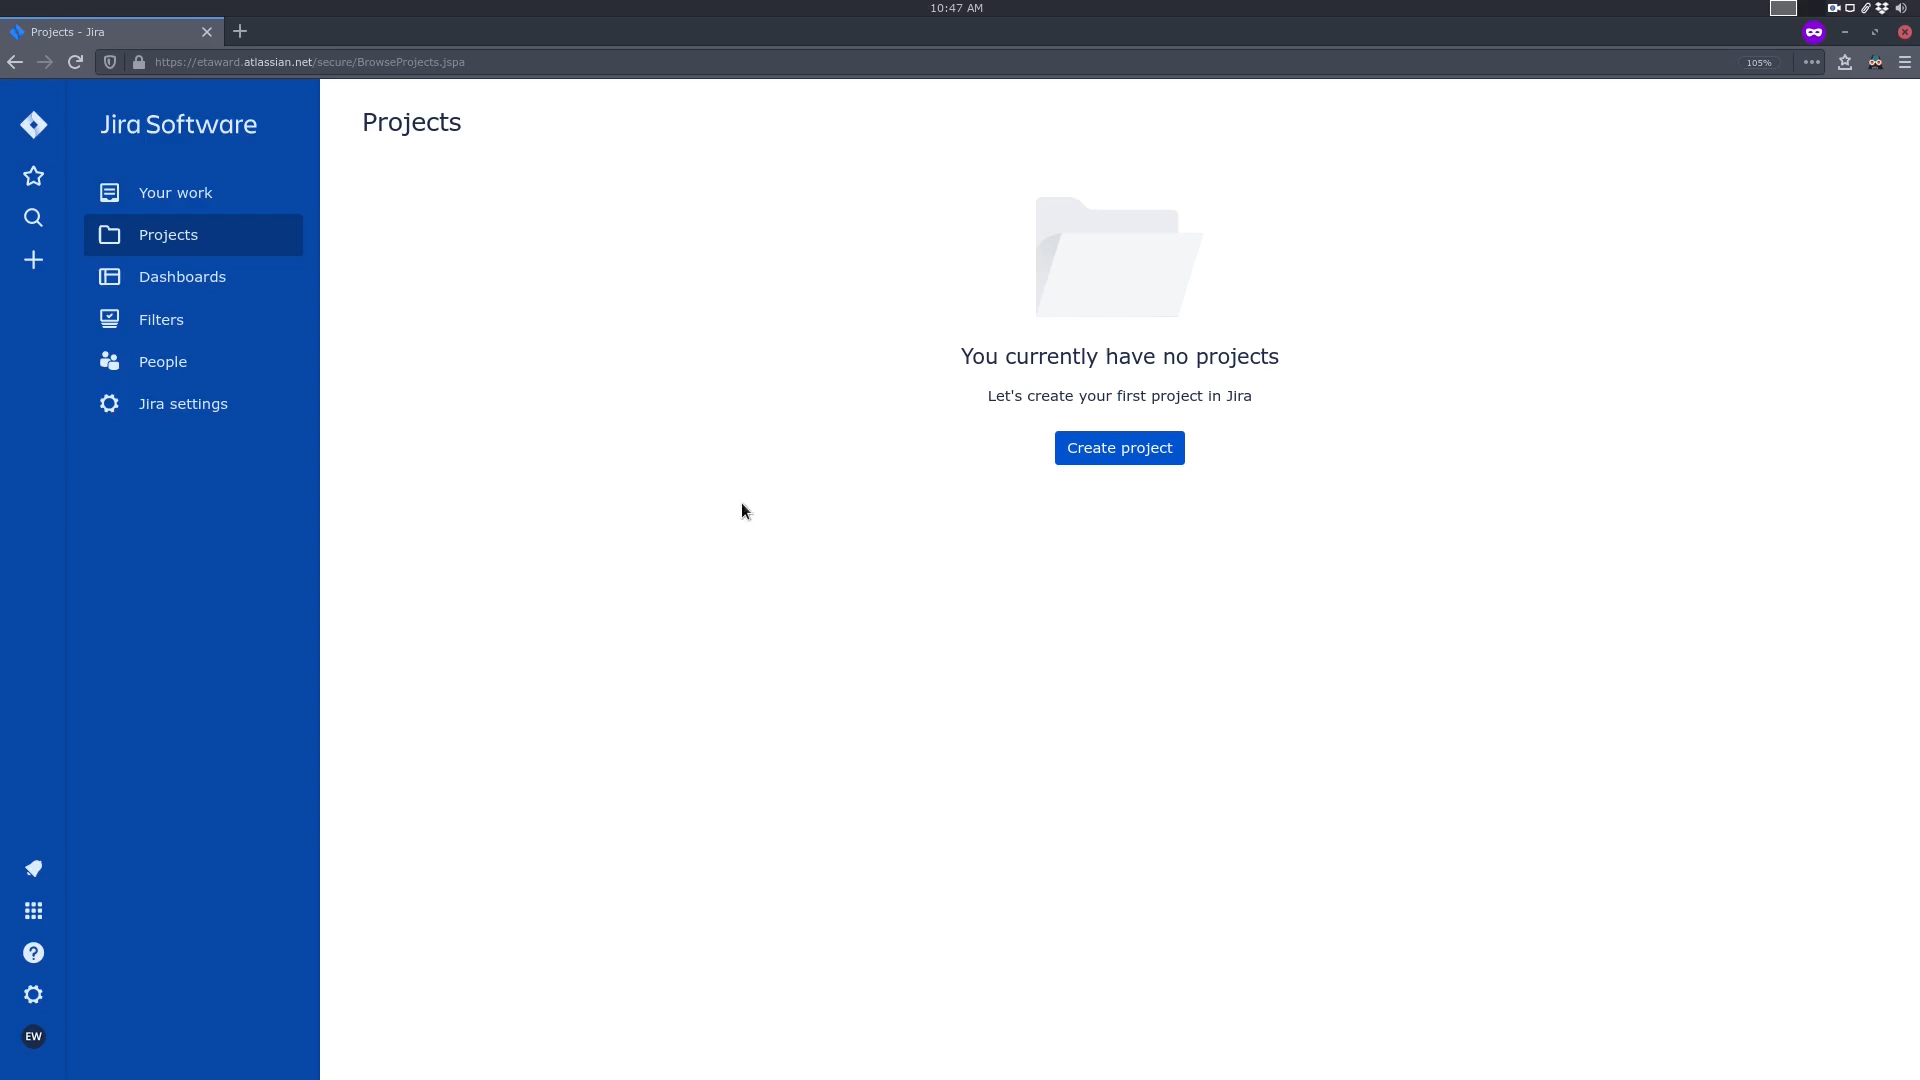 10:47 AM
Projects - Jira
https://etaward.atlassian.net/secure/BrowseProjects.jspa
105%
Jira Software
Your work
Projects
Dashboards
Filters
People
Jira settings
EW
Projects
You currently have no projects
Let's create your first project in Jira
Create project